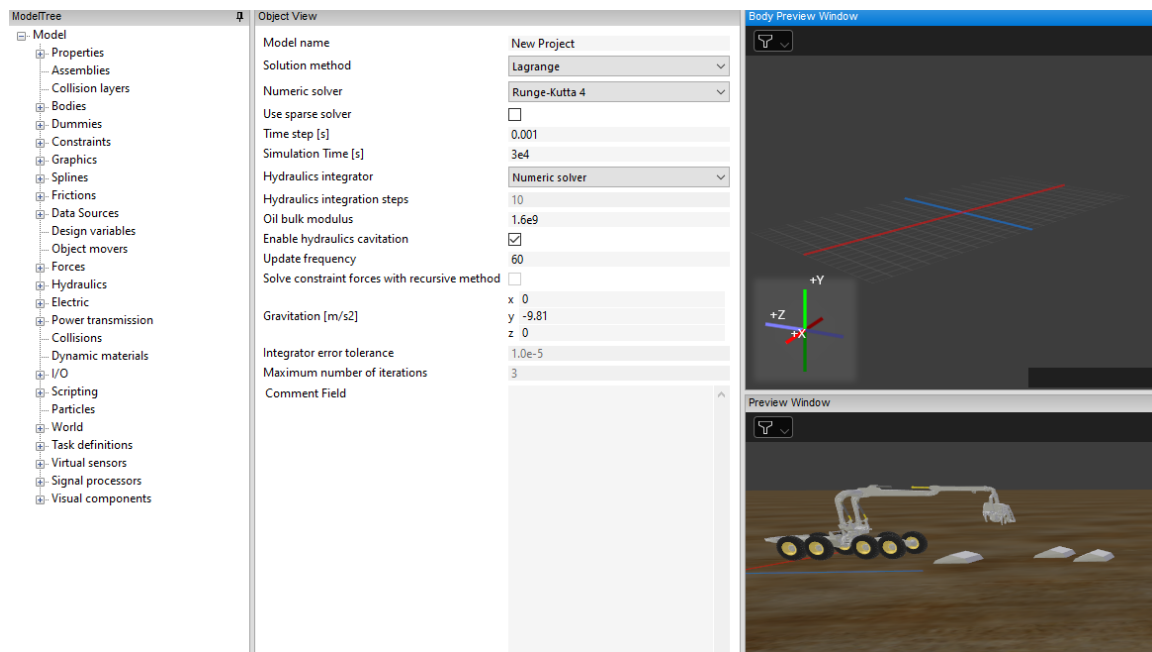 ModelTree
Model
Properties
Assemblies
Collision layers
Bodies
Dummies
Constraints
Graphics
Splines
Frictions
Data Sources
Design variables
Object movers
Forces
Hydraulics
Electric
Power transmission
Collisions
Dynamic materials
I/O
Scripting
Particles
World
Task definitions
Virtual sensors
Signal processors
Visual components
Object View
Model name New Project
Solution method Lagrange
Numeric solver Runge-Kutta 4
Use sparse solver
Time step [s] 0.001
Simulation Time [s] 3e4
Hydraulics integrator Numeric solver
Hydraulics integration steps 10
Oil bulk modulus 1.6e9
Enable hydraulics cavitation
Update frequency 60
Solve constraint forces with recursive method
x 0
Gravitation [m/s2] y -9.81
z 0
Integrator error tolerance 1.0e-5
Maximum number of iterations 3
Comment Field
Body Preview Window
+Y
+Z
+X
Preview Window